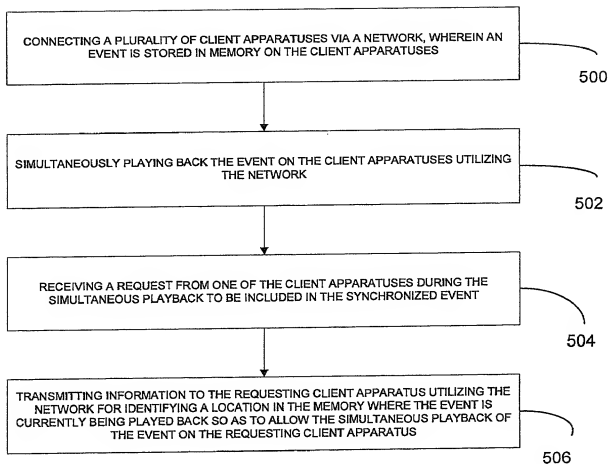 CONNECTING A PLURALITY OF CLIENT APPARATUSES VIA A NETWORK, WHEREIN AN
EVENT IS STORED IN MEMORY ON THE CLIENT APPARATUSES
500
SIMULTANEOUSLY PLAYING BACK THE EVENT ON THE CLIENT APPARATUSES UTILIZING
THE NETWORK
502
RECEIVING A REQUEST FROM ONE OF THE CLIENT APPARATUSES DURING THE
SIMULTANEOUS PLAYBACK TO BE INCLUDED IN THE SYNCHRONIZED EVENT
504
TRANSMITTING INFORMATION TO THE REQUESTING CLIENT APPARATUS UTILIZING THE
NETWORK FOR IDENTIFYING A LOCATION IN THE MEMORY WHERE THE EVENT IS
CURRENTLY BEING PLAYED BACK SO AS TO ALLOW THE SIMULTANEOUS PLAYBACK OF
THE EVENT ON THE REQUESTING CLIENT APPARATUS
506